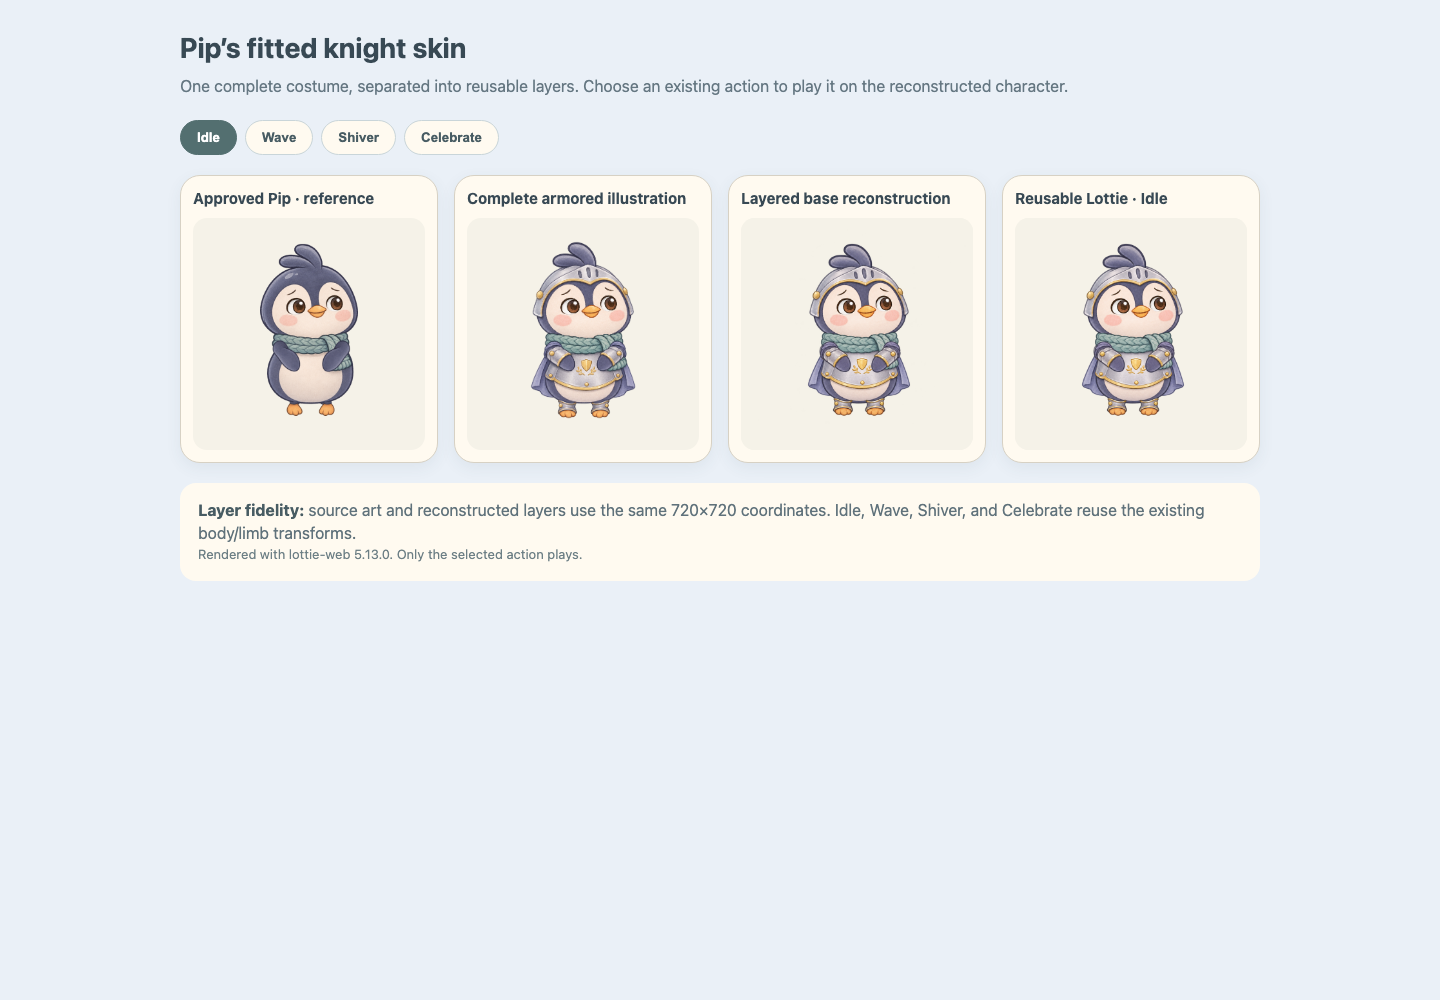 Pip’s fitted knight skin
One complete costume, separated into reusable layers. Choose an existing action to play it on the reconstructed character.
Idle
Wave
Shiver
Celebrate
Approved Pip · reference
Complete armored illustration
Layered base reconstruction
Reusable Lottie · Idle
Layer fidelity: source art and reconstructed layers use the same 720×720 coordinates. Idle, Wave, Shiver, and Celebrate reuse the existing
body/limb transforms.
Rendered with lottie-web 5.13.0. Only the selected action plays.